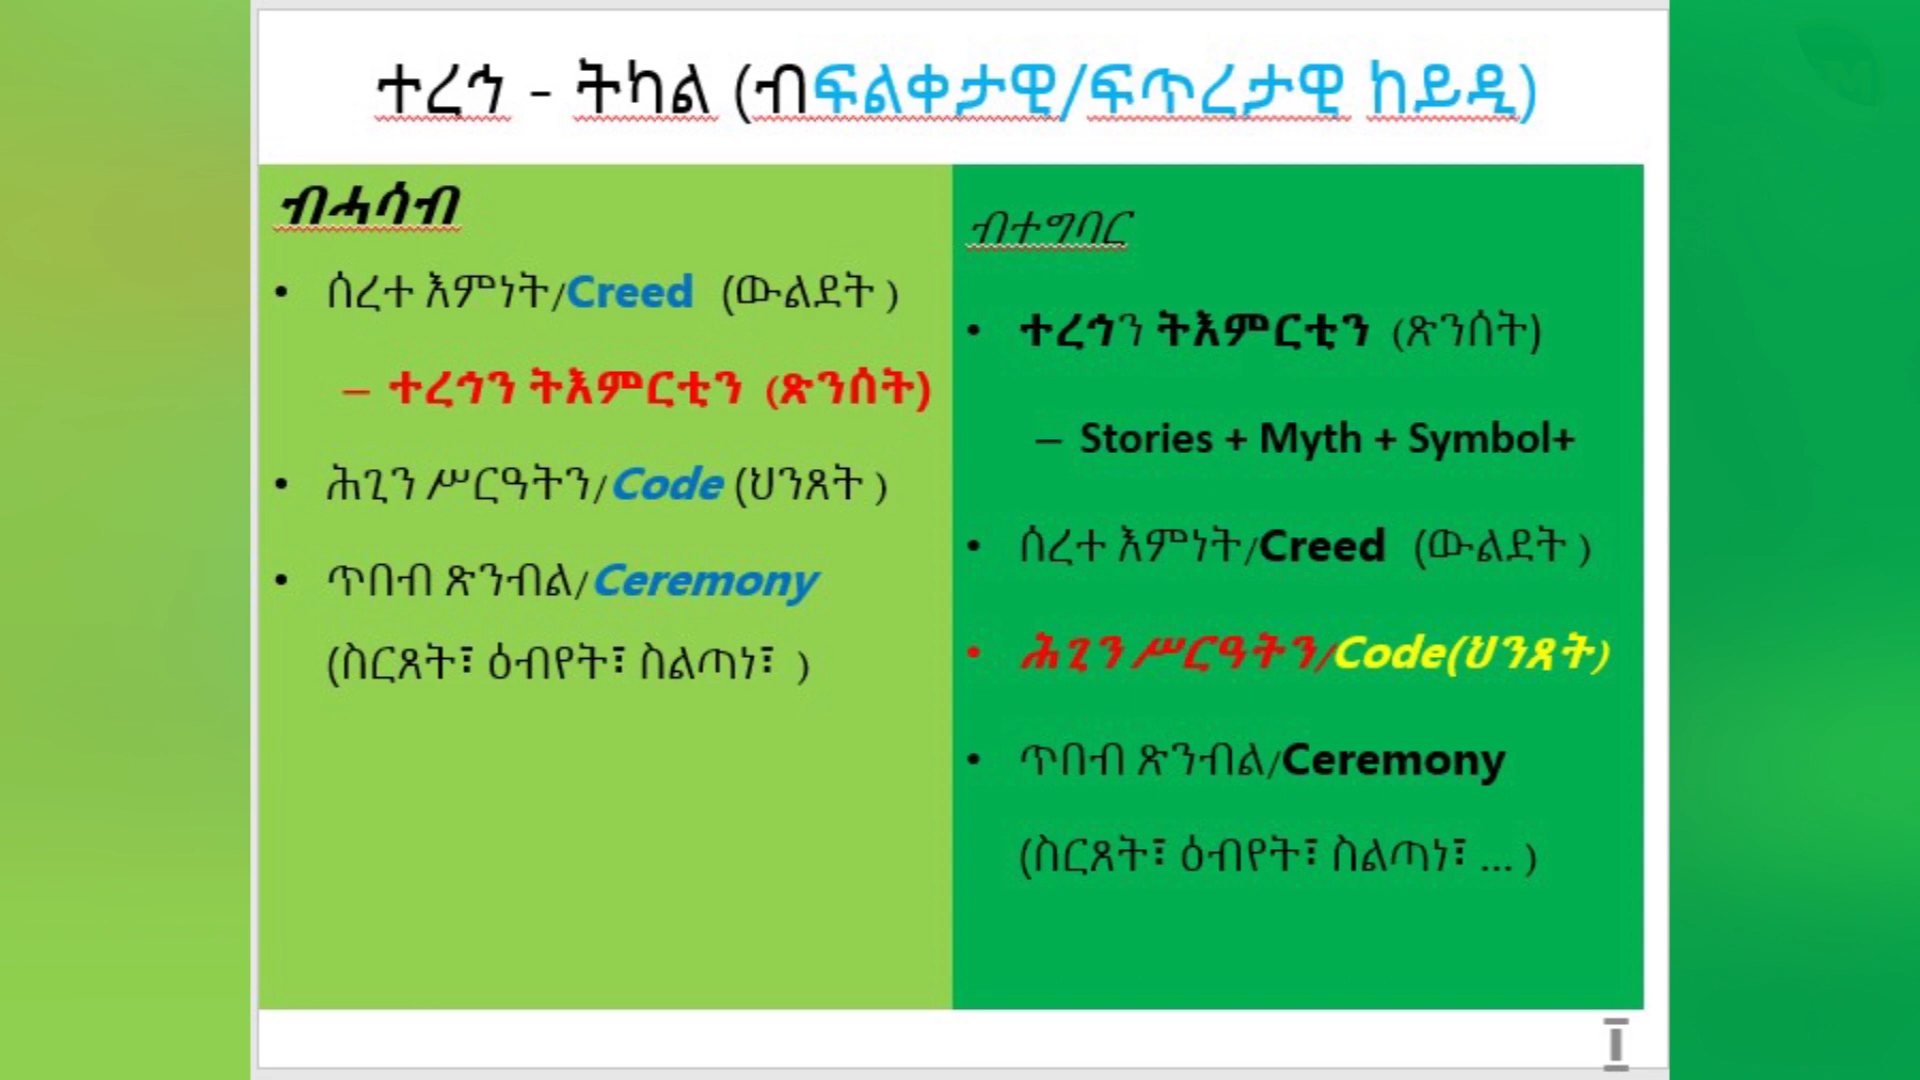 ተረኅ - ትካል (ብፍልቀታዊ/ፍጥረታዊ ከይዲ)
ብሓሳብ
• ሰረተ እምነት/Creed (ውልደት )
– ተረኅን ትእምርቲን (ጽንሰት)
• ሕጊን ሥርዓትን/Code (ህንጸት )
• ጥበብ ጽንብል/Ceremony
(ስርጸት፣ ዕብየት፣ ስልጣነ፣ )
ብተግባር
• ተረኅን ትእምርቲን (ጽንሰት)
– Stories + Myth + Symbol+
• ሰረተ እምነት/Creed (ውልደት )
• ሕጊን ሥርዓትን/Code(ህንጸት)
• ጥበብ ጽንብል/Ceremony
(ስርጸት፣ ዕብየት፣ ስልጣነ፣ ... )